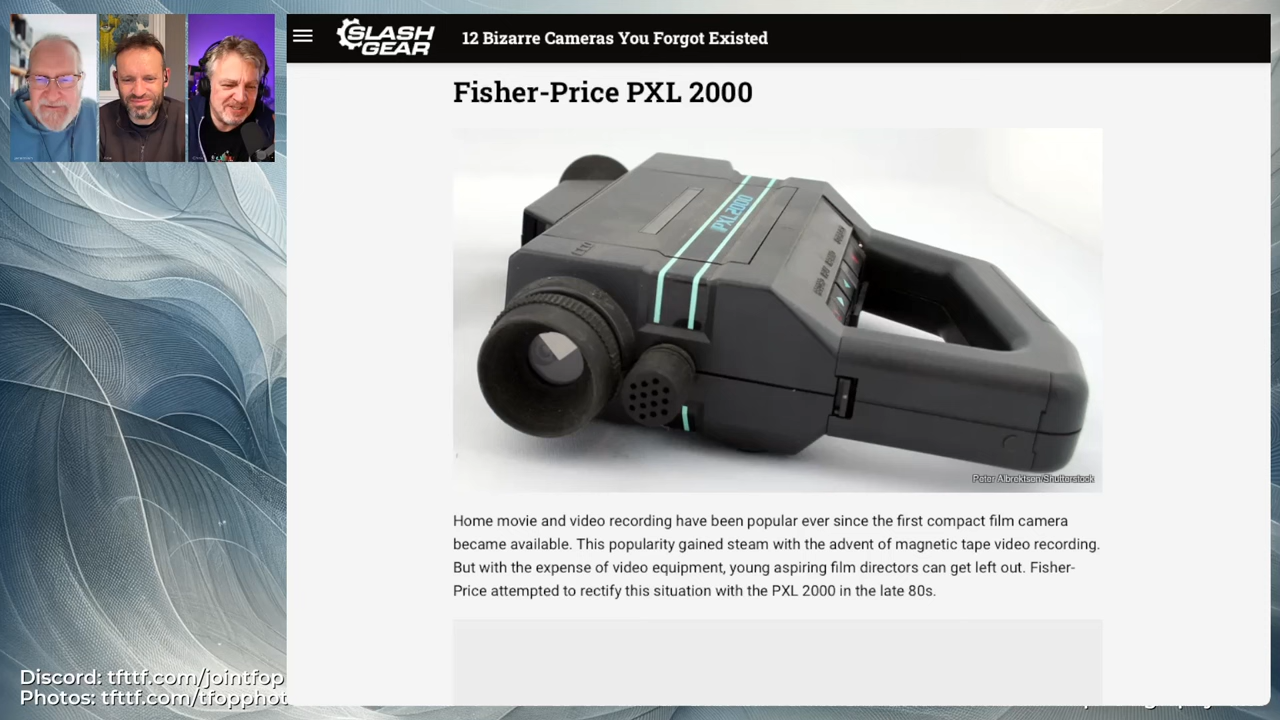 SLASH
GEAR
12 Bizarre Cameras You Forgot Existed
Fisher-Price PXL 2000
PXL 2000
Peter Albrektsen/Shutterstock
Home movie and video recording have been popular ever since the first compact film camera
became available. This popularity gained steam with the advent of magnetic tape video recording.
But with the expense of video equipment, young aspiring film directors can get left out. Fisher-
Price attempted to rectify this situation with the PXL 2000 in the late 80s.
Discord: tfttf.com/jointfop
Photos: tfttf.com/tfopphot